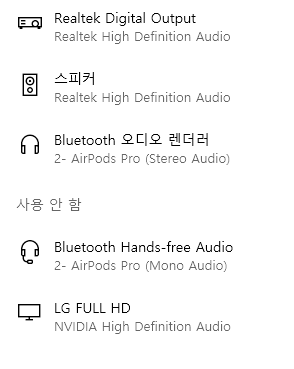 Realtek Digital Output
Realtek High Definition Audio
스피커
Realtek High Definition Audio
Bluetooth 오디오 렌더러
2- AirPods Pro (Stereo Audio)
사용 안 함
Bluetooth Hands-free Audio
2- AirPods Pro (Mono Audio)
LG FULL HD
NVIDIA High Definition Audio